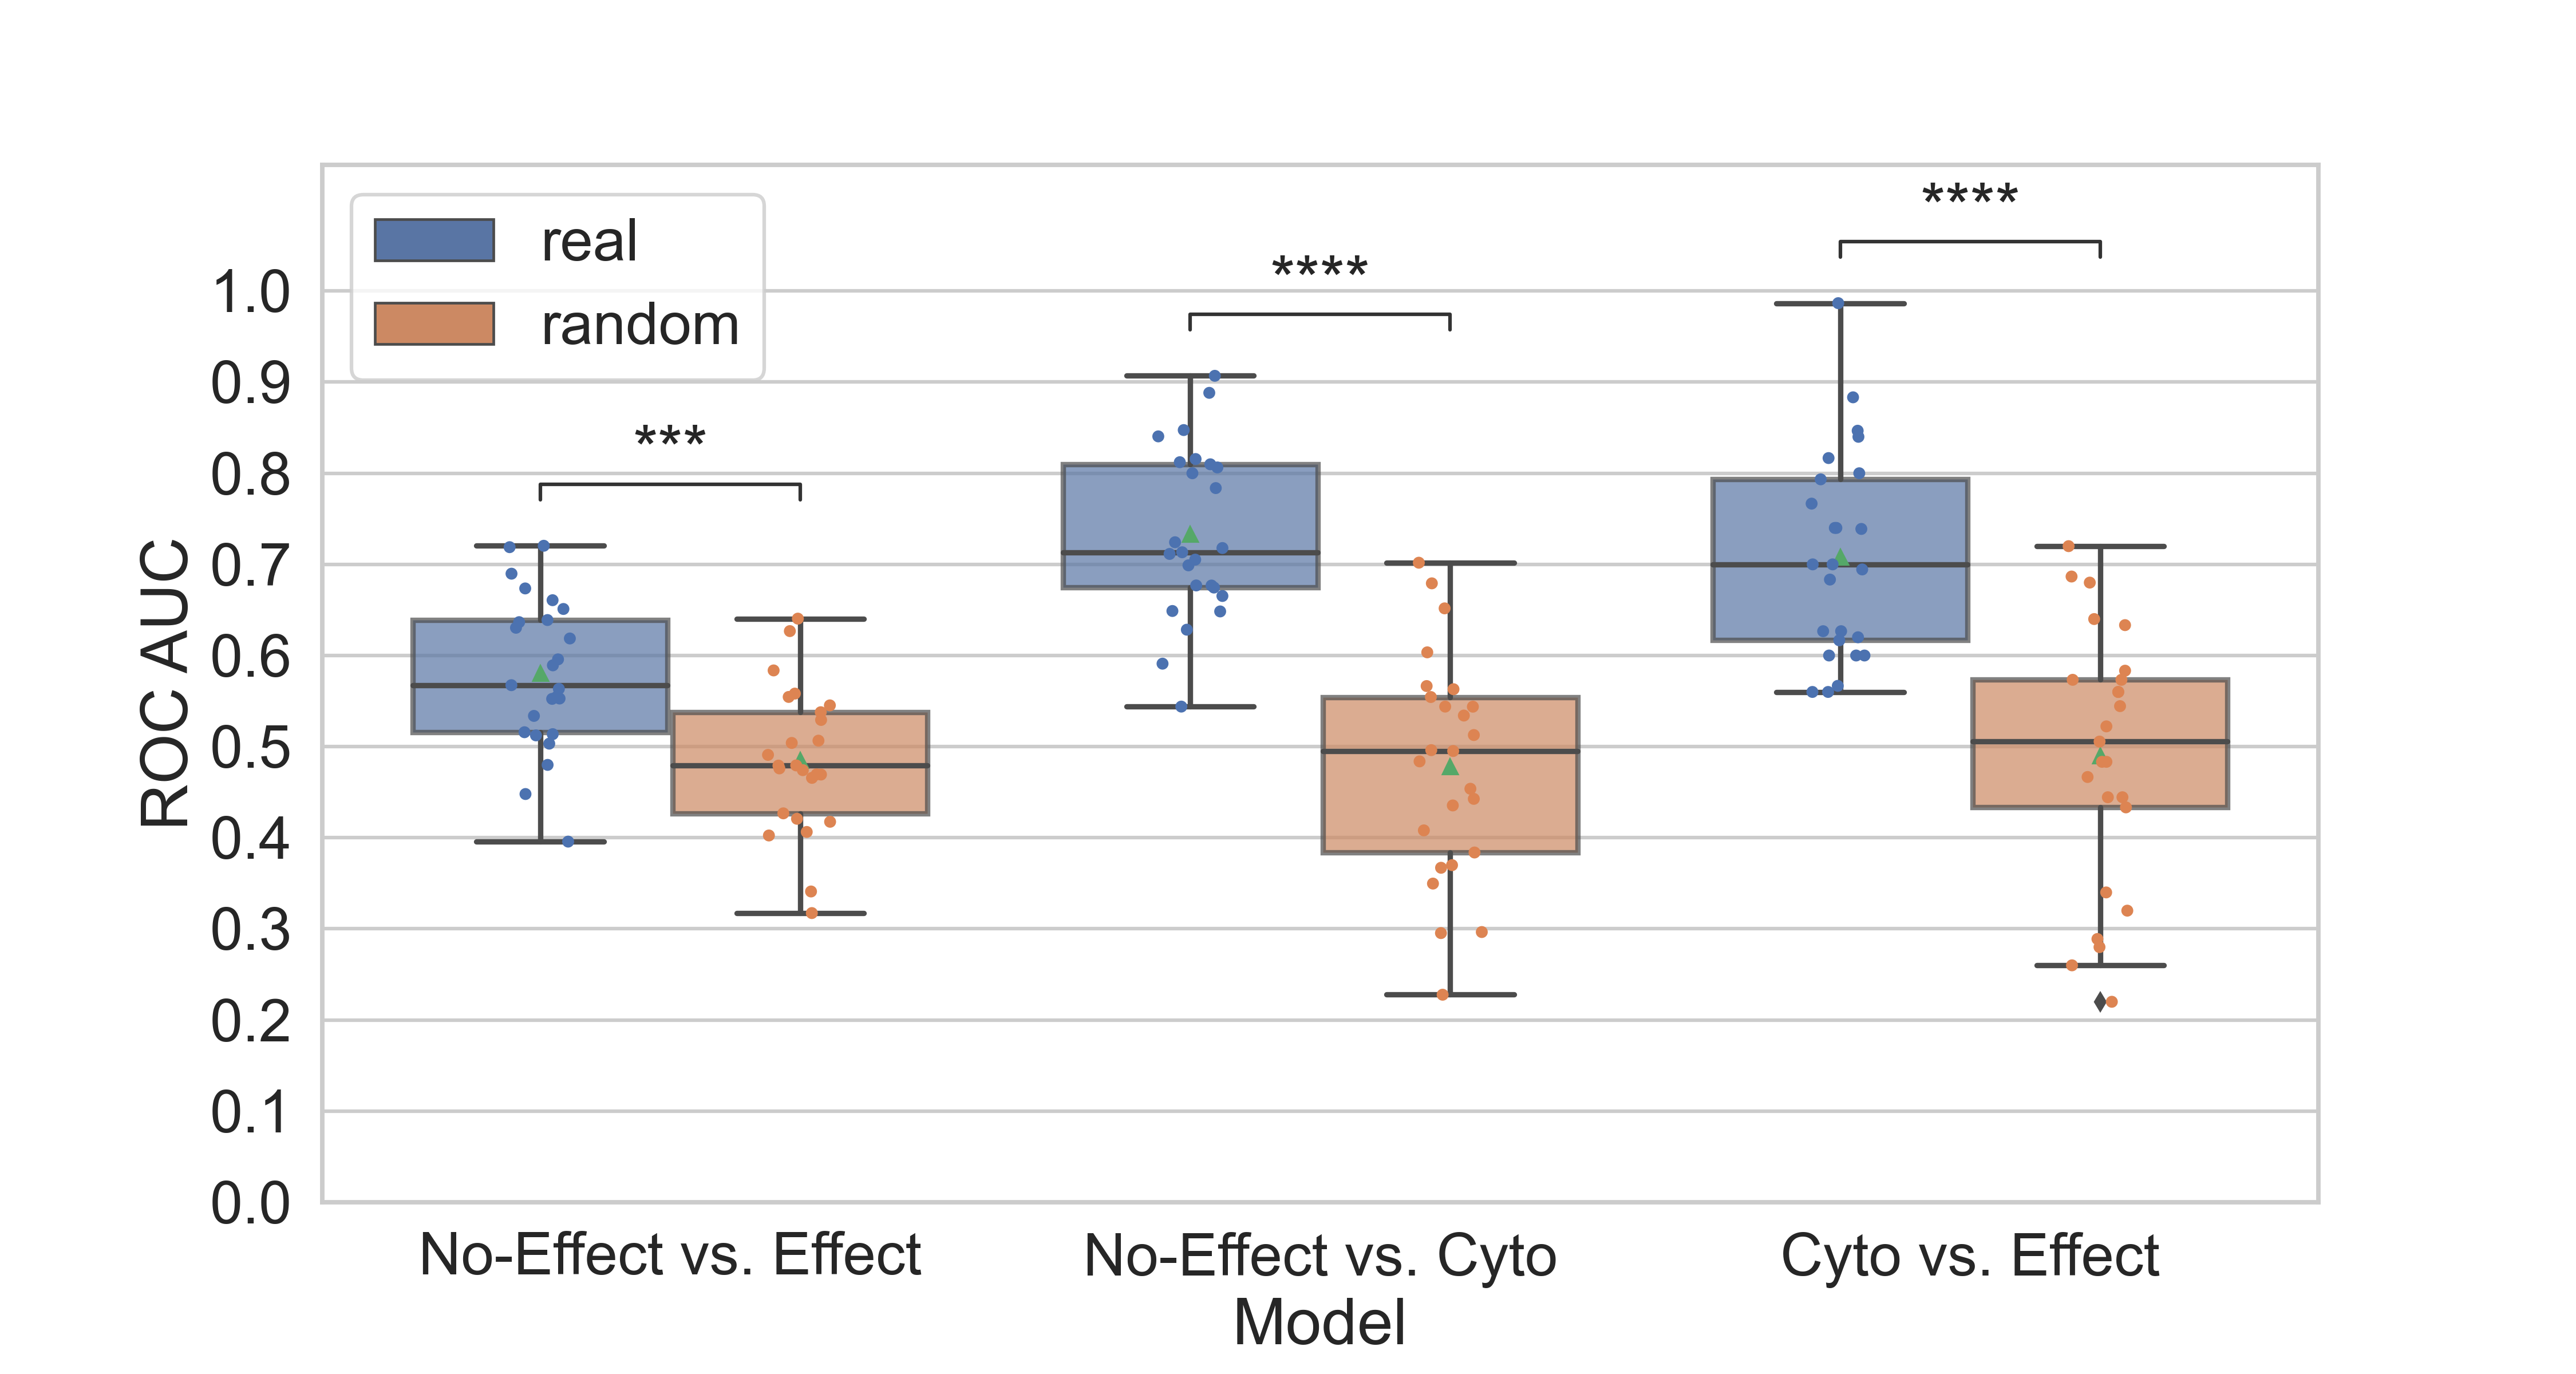 real
random
***
****
****
1.0
0.9
0.8
0.7
0.6
0.5
0.4
0.3
0.2
0.1
0.0
ROC AUC
No-Effect vs. Effect
No-Effect vs. Cyto
Cyto vs. Effect
Model